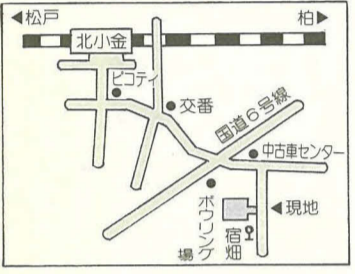 ◀松戸
柏▶
北小金
ピコティ
交番
国道6号線
中古車センター
ボウリング場
◀現地
宿畑